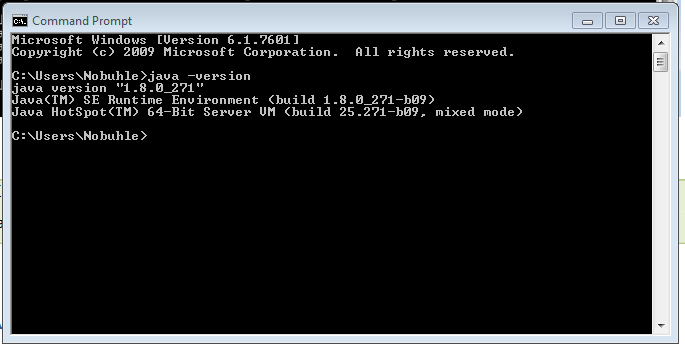 Command Prompt
Microsoft Windows [Version 6.1.7601]
Copyright (c) 2009 Microsoft Corporation.  All rights reserved.
C:\Users\Nobuhle>java -version
java version "1.8.0_271"
Java(TM) SE Runtime Environment (build 1.8.0_271-b09)
Java HotSpot(TM) 64-Bit Server VM (build 25.271-b09, mixed mode)
C:\Users\Nobuhle>